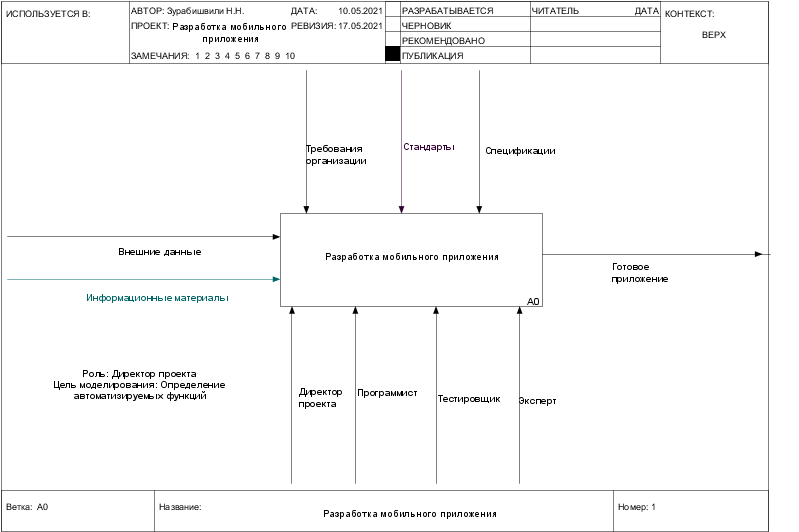 ИСПОЛЬЗУЕТСЯ В:
АВТОР: Зурабишвили Н.Н.
ДАТА: 10.05.2021
ПРОЕКТ: Разработка мобильного
приложения
РЕВИЗИЯ: 17.05.2021
ЗАМЕЧАНИЯ: 1 2 3 4 5 6 7 8 9 10
РАЗРАБАТЫВАЕТСЯ
ЧЕРНОВИК
РЕКОМЕНДОВАНО
ПУБЛИКАЦИЯ
ЧИТАТЕЛЬ
ДАТА
КОНТЕКСТ:
ВЕРХ
Требования
организации
Стандарты
Спецификации
Внешние данные
Информационные материалы
Разработка мобильного приложения
A0
Готовое
приложение
Роль: Директор проекта
Цель моделирования: Определение
автоматизируемых функций
Директор
проекта
Программист
Тестировщик
Эксперт
Ветка: A0
Название:
Разработка мобильного приложения
Номер: 1